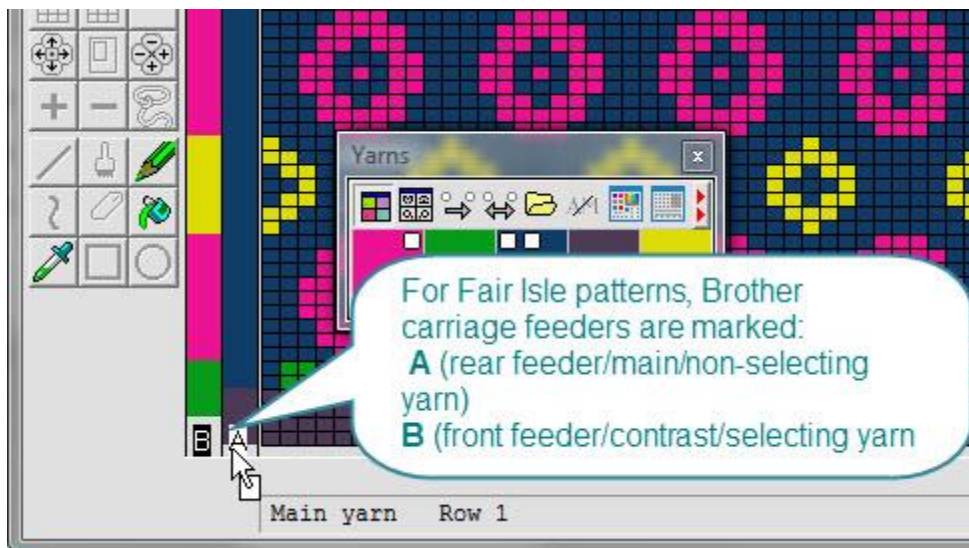 Yarns
For Fair Isle patterns, Brother
carriage feeders are marked:
A (rear feeder/main/non-selecting
yarn)
B (front feeder/contrast/selecting yarn
B A
Main yarn Row 1